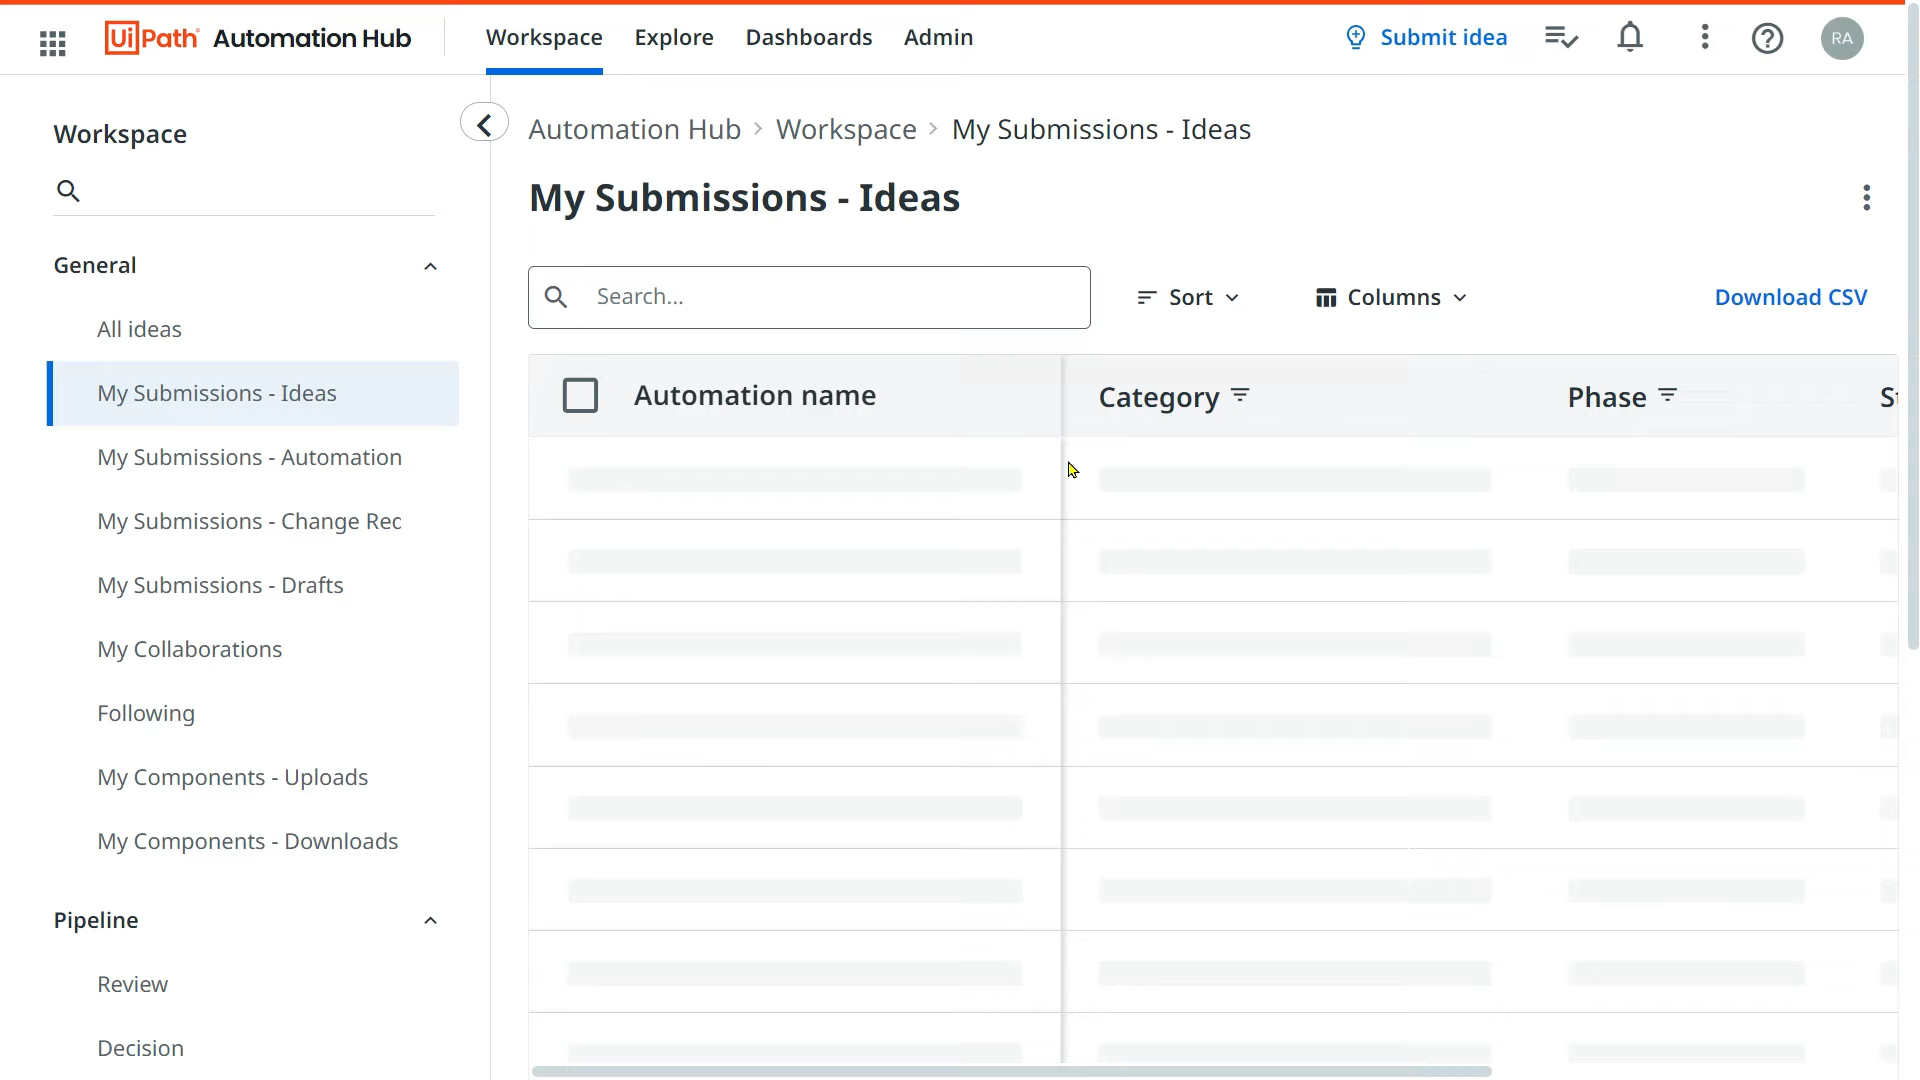 UiPath Automation Hub
Workspace Explore Dashboards Admin
Submit idea
RA
Workspace
General
All ideas
My Submissions - Ideas
My Submissions - Automation
My Submissions - Change Rec
My Submissions - Drafts
My Collaborations
Following
My Components - Uploads
My Components - Downloads
Pipeline
Review
Decision
Automation Hub > Workspace > My Submissions - Ideas
My Submissions - Ideas
Search...
Sort
Columns
Download CSV
Automation name Category Phase